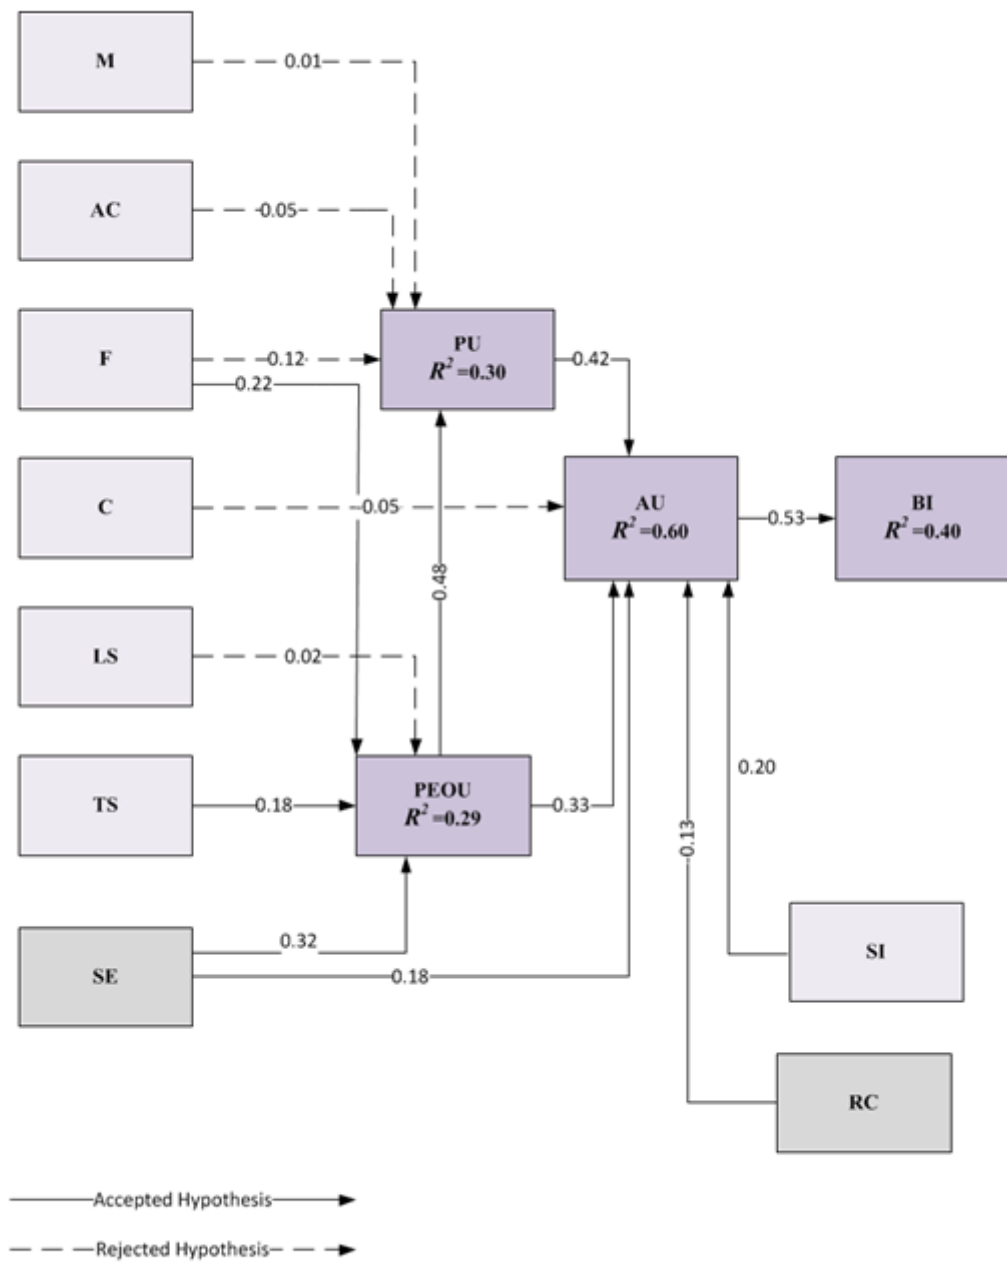 M
0.01
AC
0.05
F
0.12
0.22
PU
R²=0.30
0.42
C
0.05
AU
R²=0.60
0.53
BI
R²=0.40
0.48
LS
0.02
TS
0.18
PEOU
R²=0.29
0.33
0.20
0.13
SE
0.32
0.18
SI
RC
Accepted Hypothesis
Rejected Hypothesis